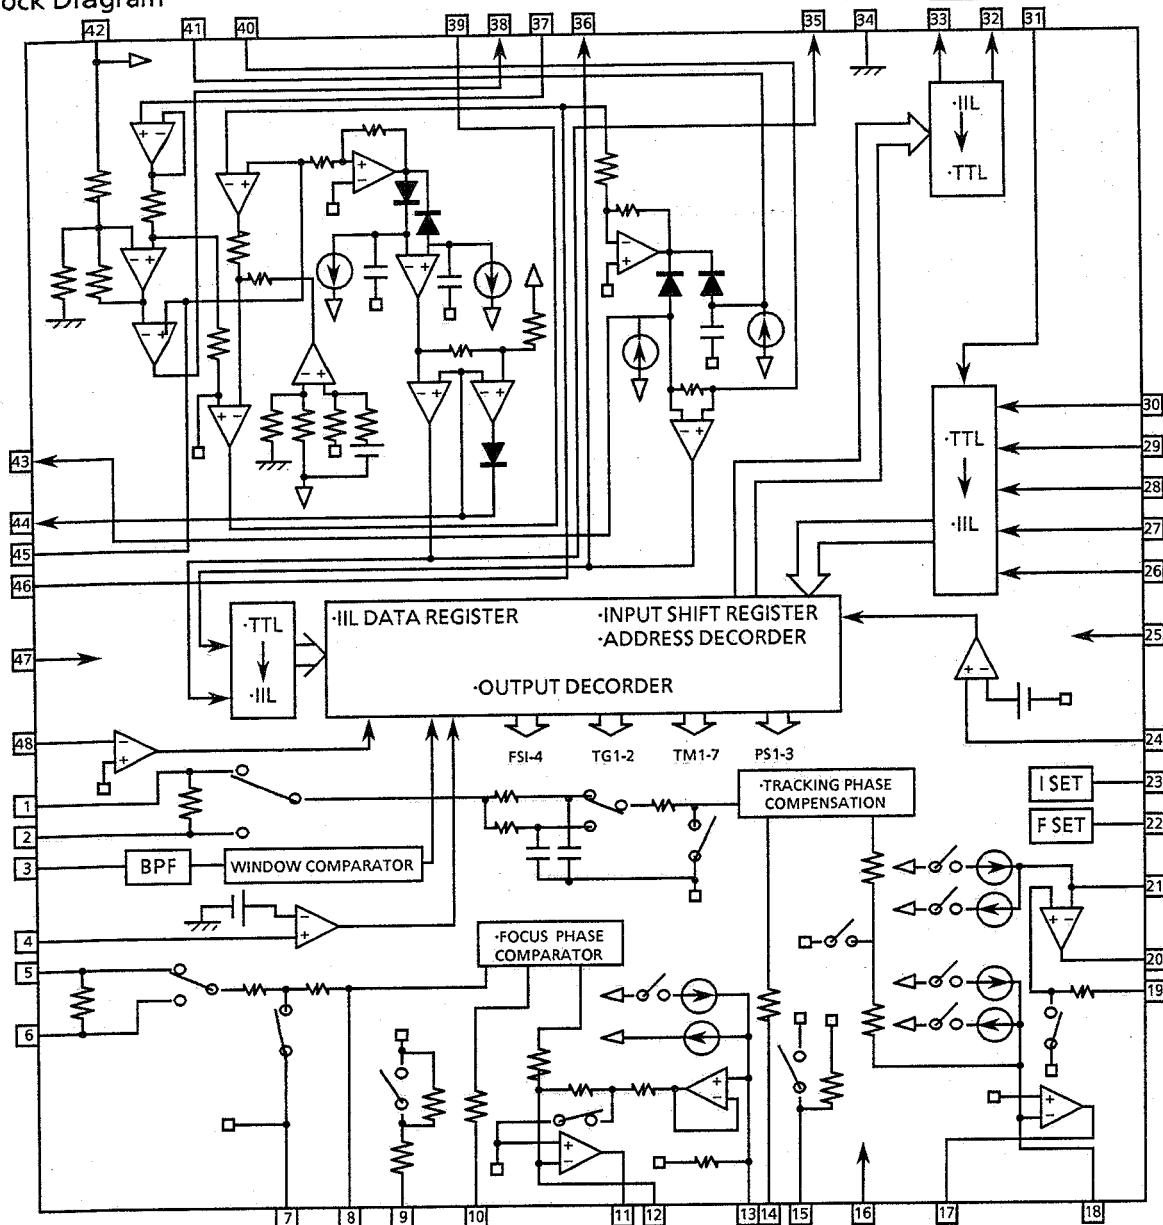 ock Diagram
42 41 40 39 38 37 36 35 34 33 32 31
·IIL
·TTL
43
44
45
46
47
48
1
2
3
4
5
6
30
29
28
27
26
25
24
23
22
21
20
19
·TTL
·IIL
·TTL
·IIL
·IIL DATA REGISTER
·INPUT SHIFT REGISTER
·ADDRESS DECORDER
·OUTPUT DECORDER
FSI-4 TG1-2 TM1-7 PS1-3
·TRACKING PHASE
COMPENSATION
I SET
F SET
BPF
WINDOW COMPARATOR
·FOCUS PHASE
COMPARATOR
7 8 9 10 11 12 13 14 15 16 17 18